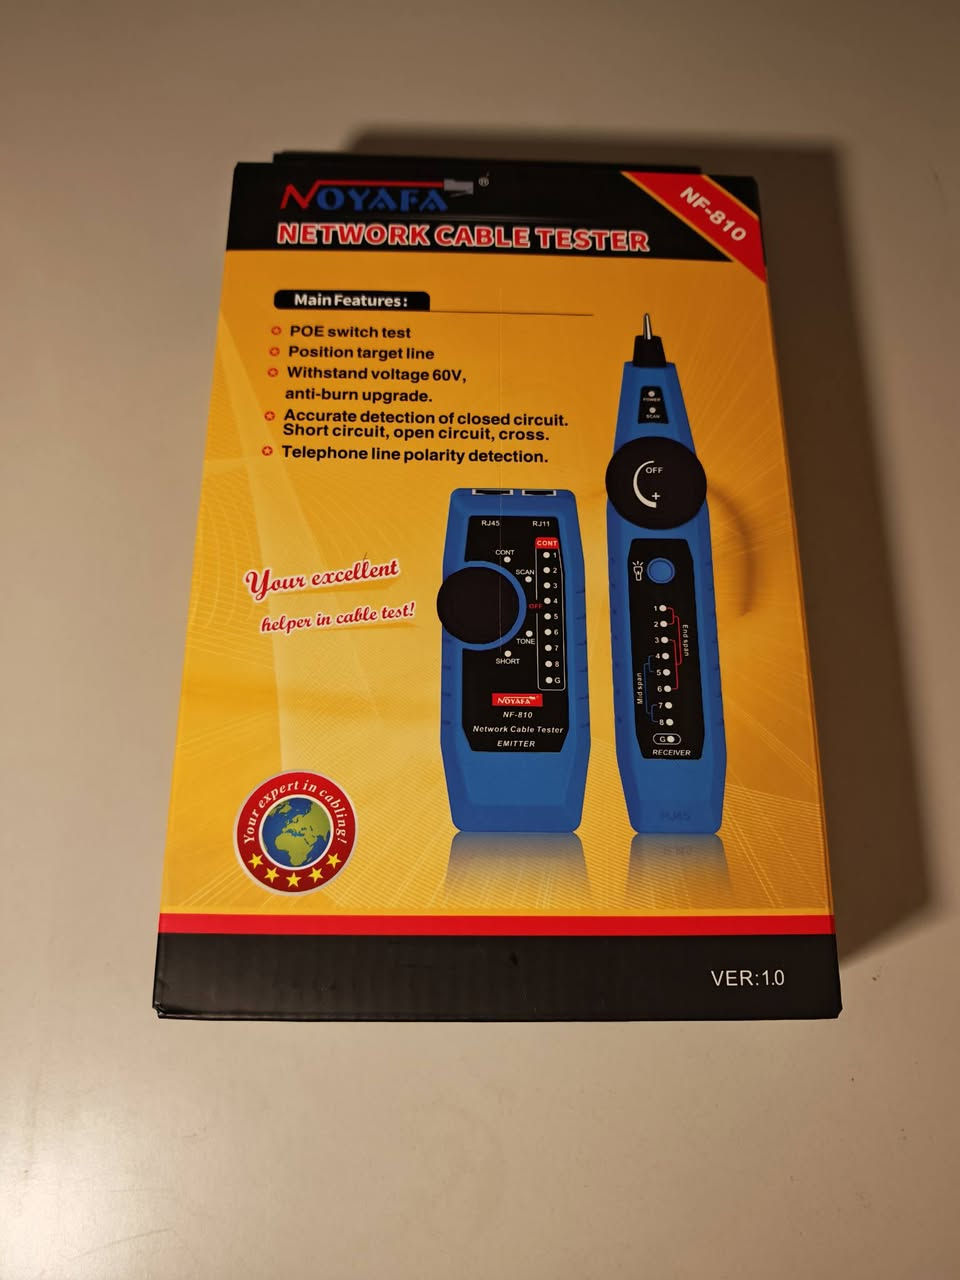 NOYAFA®
NETWORK CABLE TESTER
NF-810
Main Features:
POE switch test
Position target line
Withstand voltage 60V,
anti-burn upgrade.
Accurate detection of closed circuit.
Short circuit, open circuit, cross.
Telephone line polarity detection.
Your excellent
helper in cable test!
RJ45 RJ11
CONT
CONT
SCAN
OFF
TONE
SHORT
1
2
3
4
5
6
7
8
G
NOYAFA
NF-810
Network Cable Tester
EMITTER
POWER
SCAN
OFF
+
1
2
3
4
5
6
7
8
G
End span
Mid span
RECEIVER
RJ45
Your expert in cabling!
VER:1.0